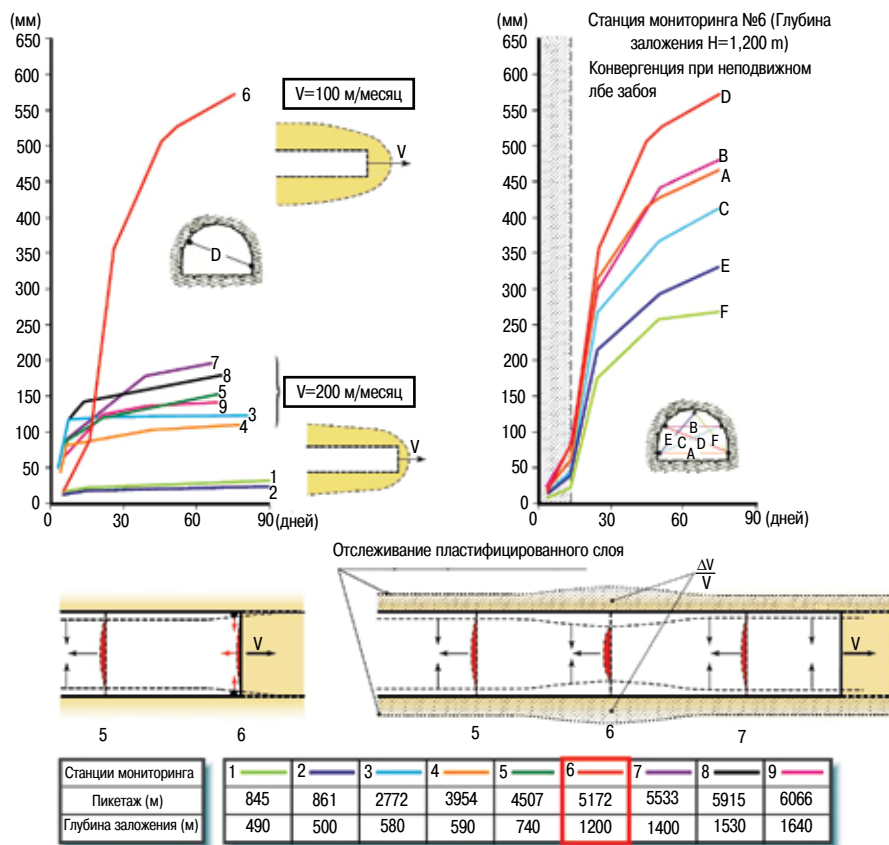 (мм)
650
600
550
500
450
400
350
300
250
200
150
100
50
0
30
60
90
(дней)
6
V=100 м/месяц
V
D
7
8
5
9
3
4
1
2
V=200 м/месяц
V
(мм)
650
600
550
500
450
400
350
300
250
200
150
100
50
0
30
60
90
(дней)
Станция мониторинга №6 (Глубина
заложения H=1,200 m)
Конвергенция при неподвижном
лбе забоя
D
B
A
C
E
F
B
E C D F
A
Отслеживание пластифицированного слоя
ΔV
V
V
V
5
6
5
6
7
Станции мониторинга 1 2 3 4 5 6 7 8 9
Пикетаж (м) 845 861 2772 3954 4507 5172 5533 5915 6066
Глубина заложения (м) 490 500 580 590 740 1200 1400 1530 1640